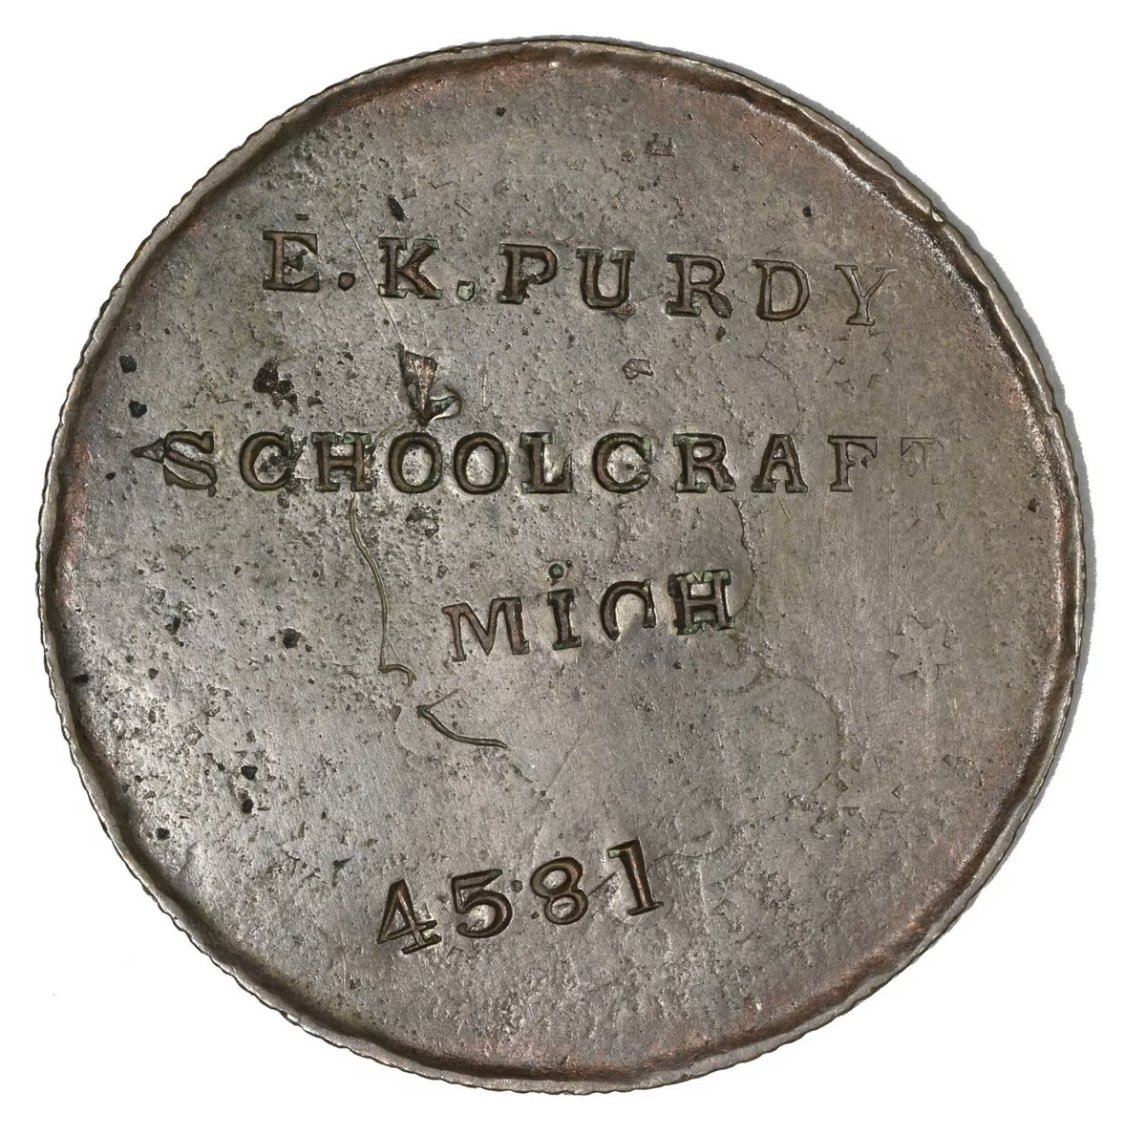 E.K.PURDY
SCHOOLCRAFT
MICH
4581